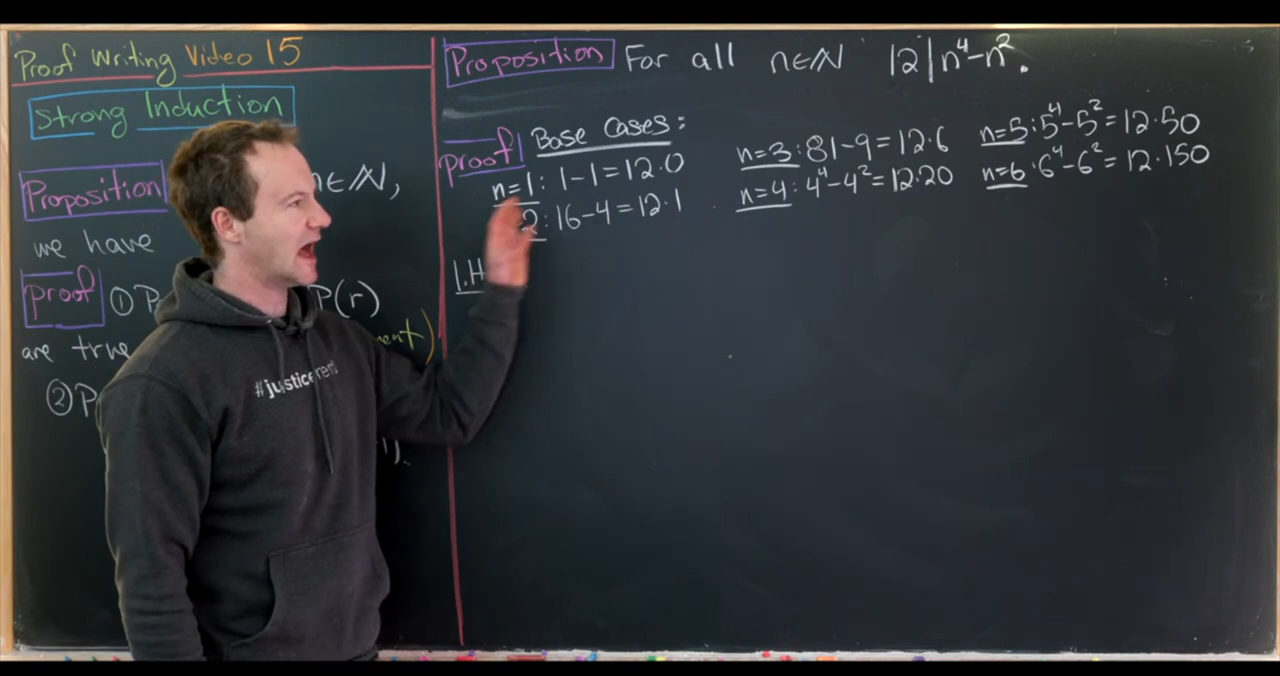 Proof Writing Video 15
Strong Induction
Proposition n∈ℕ,
we have
proof ① P(r)
are true
② P
Proposition For all n∈ℕ 12|n⁴-n².
proof Base Cases:
n=1: 1-1=12·0
2: 16-4=12·1
n=3: 81-9=12·6
n=4: 4⁴-4²=12·20
n=5: 5⁴-5²=12·50
n=6: 6⁴-6²=12·150
I.H